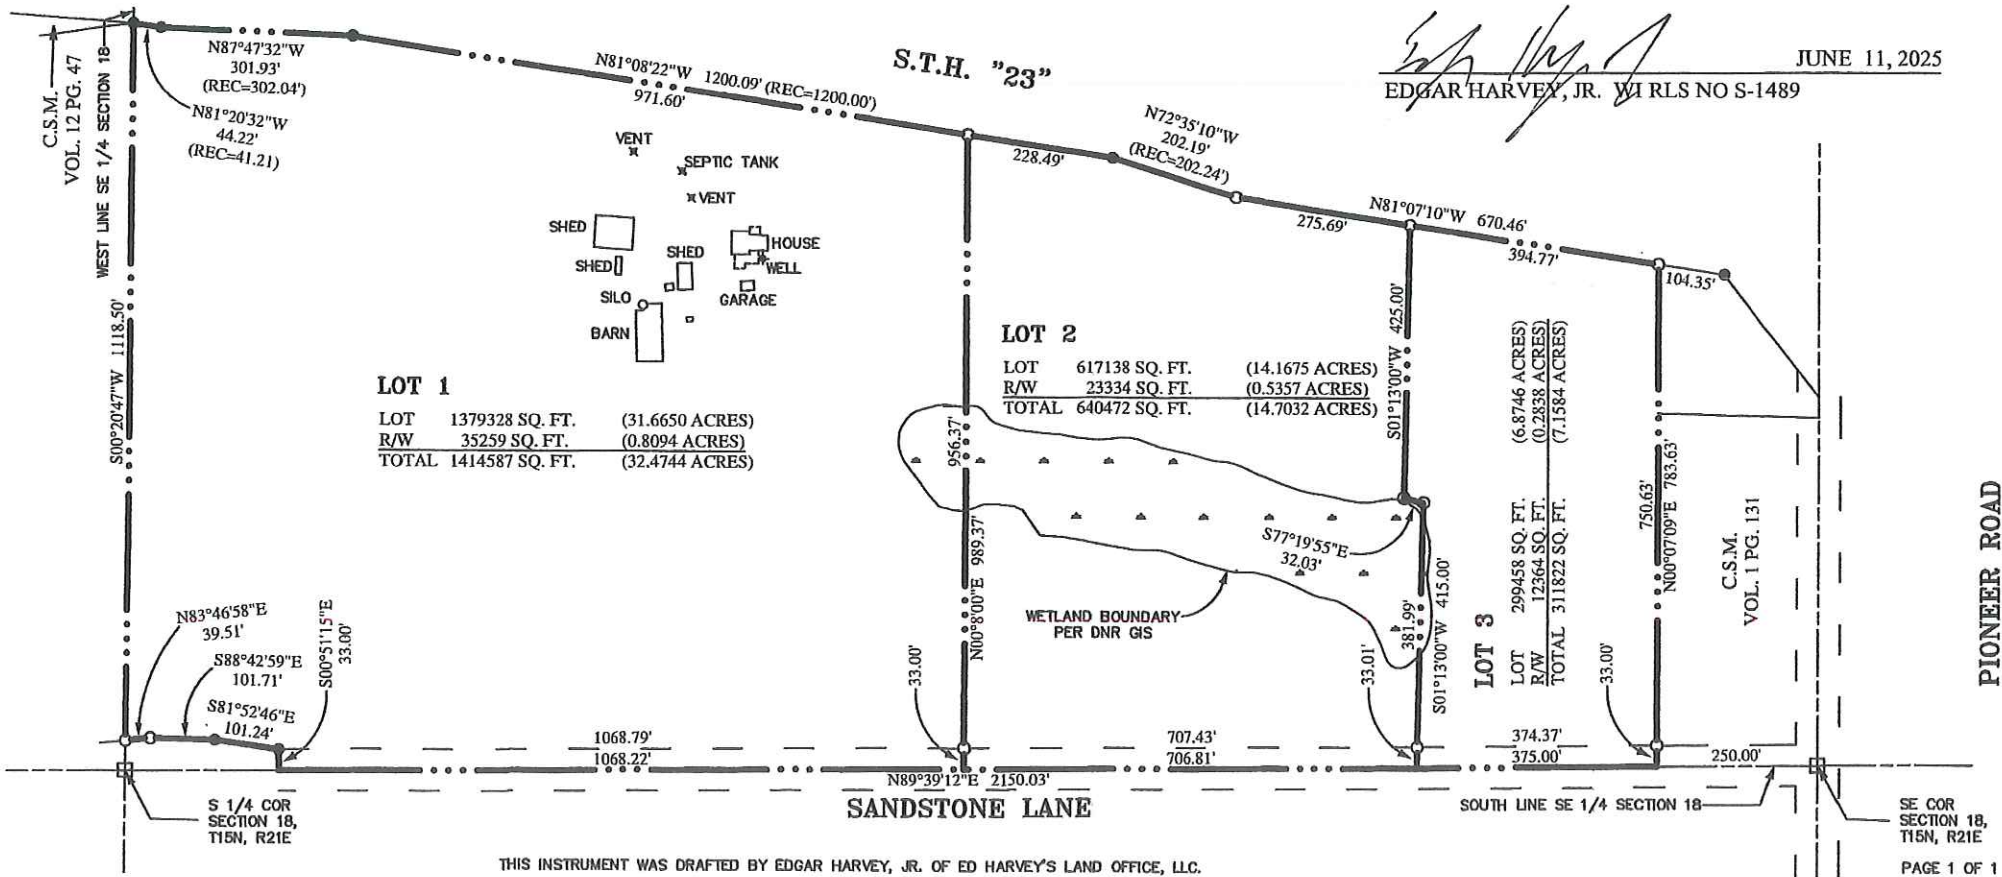 JUNE 11, 2025
EDGAR HARVEY, JR. WI RLS NO S-1489
S.T.H. "23"
C.S.M.
VOL. 12 PG. 47
WEST LINE SE 1/4 SECTION 18
N87°47'32"W
301.93'
(REC=302.04')
N81°20'32"W
44.22'
(REC=41.21)
N81°08'22"W 1200.09' (REC=1200.00')
971.60'
228.49'
N72°35'10"W
202.19'
(REC=202.24')
N81°07'10"W 670.46'
275.69'
394.77'
104.35'
VENT
SEPTIC TANK
VENT
SHED
SHED
SHED
HOUSE
WELL
GARAGE
SILO
BARN
S00°20'47"W 1118.50'
LOT 1
LOT 1379328 SQ. FT. (31.6650 ACRES)
R/W 35259 SQ. FT. (0.8094 ACRES)
TOTAL 1414587 SQ. FT. (32.4744 ACRES)
LOT 2
LOT 617138 SQ. FT. (14.1675 ACRES)
R/W 23334 SQ. FT. (0.5357 ACRES)
TOTAL 640472 SQ. FT. (14.7032 ACRES)
956.37'
N00°8'00"E 989.37'
S01°13'00"W 425.00'
S77°19'55"E
32.03'
381.99'
S01°13'00"W 415.00'
WETLAND BOUNDARY
PER DNR GIS
LOT 3
LOT 299458 SQ. FT. (6.8746 ACRES)
R/W 12364 SQ. FT. (0.2838 ACRES)
TOTAL 311822 SQ. FT. (7.1584 ACRES)
750.63'
N00°07'09"E 783.63'
C.S.M.
VOL. 1 PG. 131
PIONEER ROAD
N83°46'58"E
39.51'
S88°42'59"E
101.71'
S81°52'46"E
101.24'
S00°51'15"E
33.00'
33.00'
33.01'
33.00'
1068.79'
1068.22'
707.43'
706.81'
374.37'
375.00'
250.00'
N89°39'12"E 2150.03'
SANDSTONE LANE
SOUTH LINE SE 1/4 SECTION 18
S 1/4 COR
SECTION 18,
T15N, R21E
SE COR
SECTION 18,
T15N, R21E
THIS INSTRUMENT WAS DRAFTED BY EDGAR HARVEY, JR. OF ED HARVEY'S LAND OFFICE, LLC.
PAGE 1 OF 1